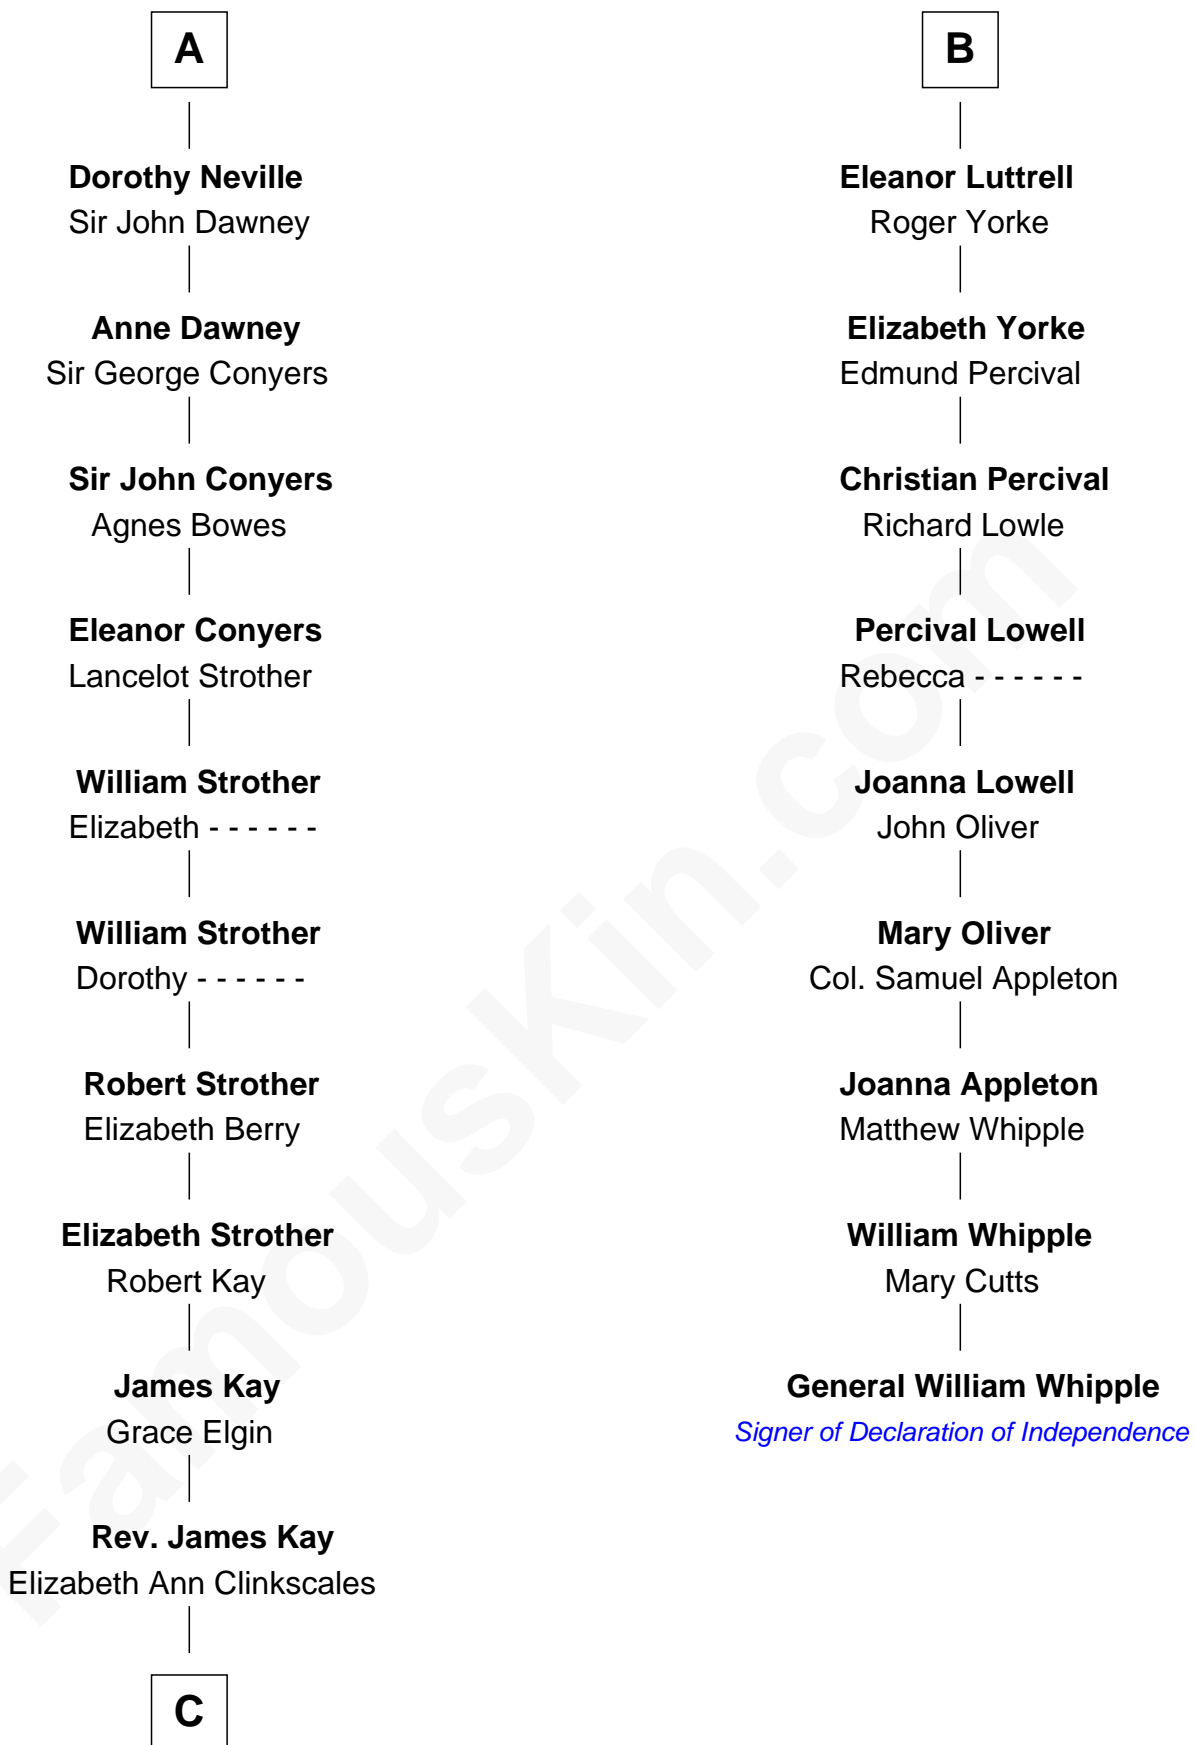 A
Dorothy Neville
Sir John Dawney
Anne Dawney
Sir George Conyers
Sir John Conyers
Agnes Bowes
Eleanor Conyers
Lancelot Strother
William Strother
Elizabeth - - - - - -
William Strother
Dorothy - - - - - -
Robert Strother
Elizabeth Berry
Elizabeth Strother
Robert Kay
James Kay
Grace Elgin
Rev. James Kay
Elizabeth Ann Clinkscales
C
B
Eleanor Luttrell
Roger Yorke
Elizabeth Yorke
Edmund Percival
Christian Percival
Richard Lowle
Percival Lowell
Rebecca - - - - - -
Joanna Lowell
John Oliver
Mary Oliver
Col. Samuel Appleton
Joanna Appleton
Matthew Whipple
William Whipple
Mary Cutts
General William Whipple
Signer of Declaration of Independence
FamousKin.com